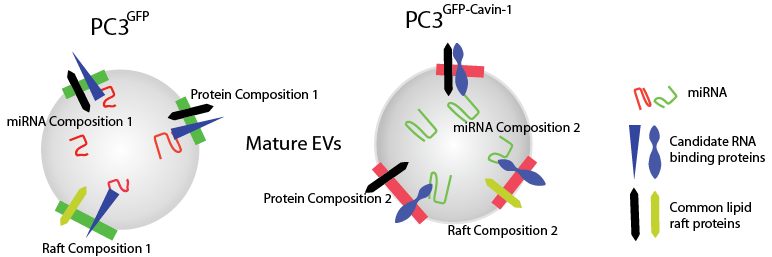 PC3GFP
PC3GFP-Cavin-1
Protein Composition 1
miRNA Composition 1
Mature EVs
miRNA Composition 2
Protein Composition 2
Raft Composition 1
Raft Composition 2
miRNA
Candidate RNA
binding proteins
Common lipid
raft proteins